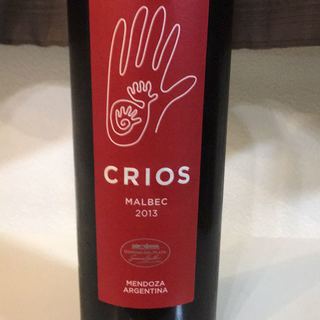 CRIOS
MALBEC
2013
MENDOZA
ARGENTINA